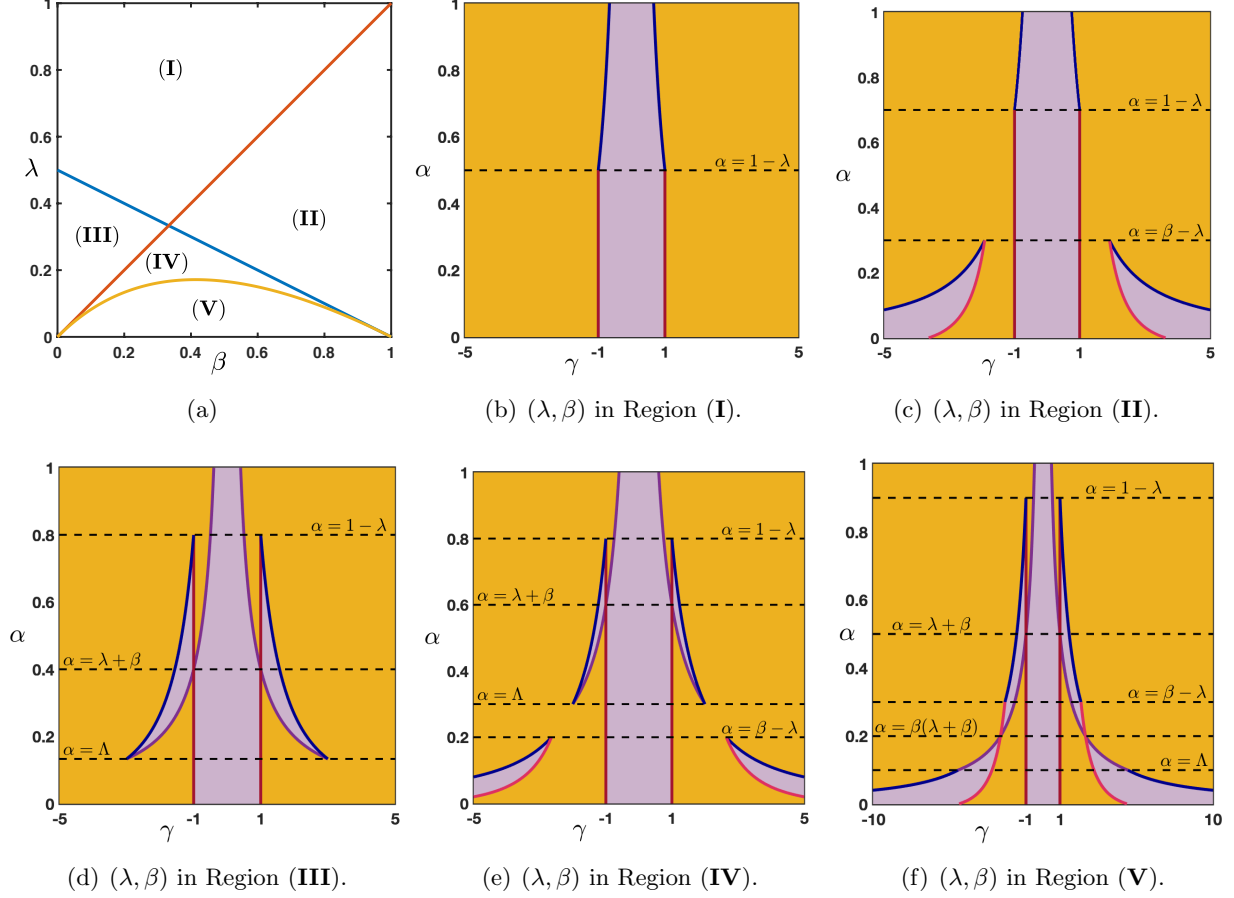 λ
1
0.8
0.6
0.4
0.2
0
0
0.2
0.4
0.6
0.8
1
β
(I)
(II)
(III)
(IV)
(V)
(a)
1
0.8
0.6
0.4
0.2
0
α
α = 1 − λ
-5
-1
1
5
γ
(b) (λ, β) in Region (I).
1
0.8
0.6
0.4
0.2
0
α
α = 1 − λ
α = β − λ
-5
-1
1
5
γ
(c) (λ, β) in Region (II).
1
0.8
0.6
0.4
0.2
0
α
α = 1 − λ
α = λ + β
α = Λ
-5
-1
1
5
γ
(d) (λ, β) in Region (III).
1
0.8
0.6
0.4
0.2
0
α
α = 1 − λ
α = λ + β
α = Λ
α = β − λ
-5
-1
1
5
γ
(e) (λ, β) in Region (IV).
1
0.8
0.6
0.4
0.2
0
α
α = 1 − λ
α = λ + β
α = β − λ
α = β(λ + β)
α = Λ
-10
-1
1
10
γ
(f) (λ, β) in Region (V).